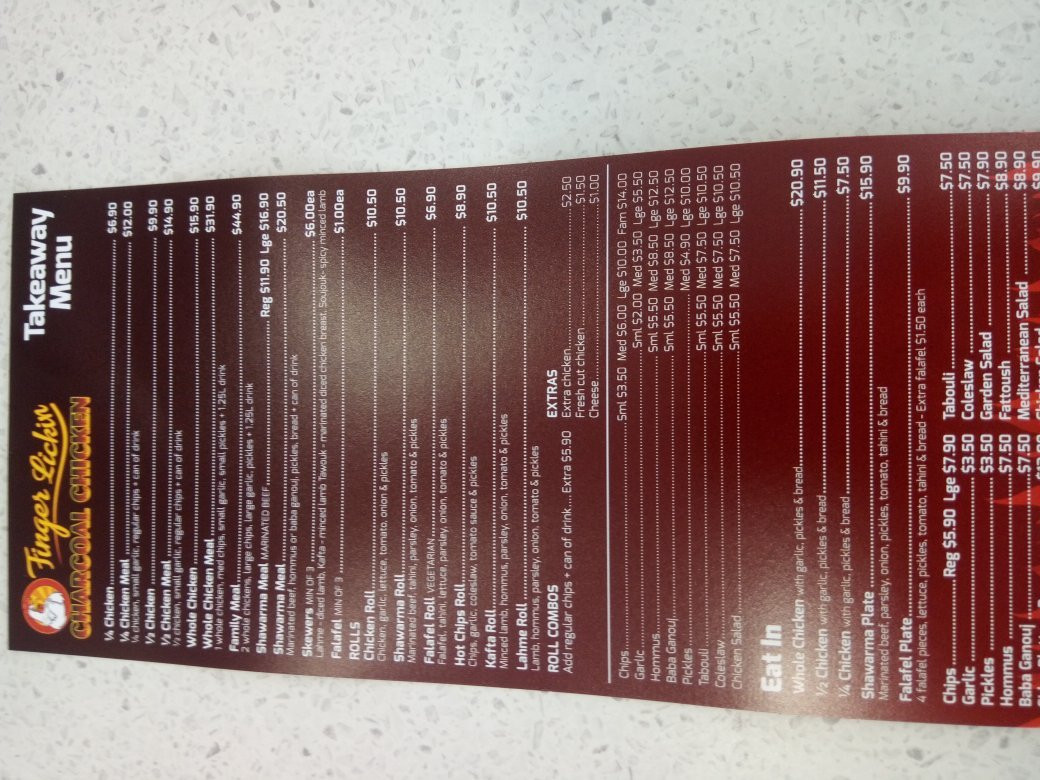 Finger Lickin
CHARCOAL CHICKEN
Takeaway
Menu
¼ Chicken $6.90
¼ Chicken Meal $12.00
¼ chicken, small garlic, regular chips + can of drink
½ Chicken $9.90
½ Chicken Meal $14.90
½ chicken, small garlic, regular chips + can of drink
Whole Chicken $15.90
Whole Chicken Meal $31.90
1 whole chicken, med chips, small garlic, small pickles + 1.25L drink
Family Meal $44.90
2 whole chickens, large chips, large garlic, pickles + 1.25L drink
Shawarma Meat MARINATED BEEF Reg $11.90 Lge $16.90
Shawarma Meal $20.50
Marinated beef, hommus or baba ganouj, pickles, bread + can of drink
Skewers MIN OF 3 $6.00ea
Lahme - diced lamb, Kafta - minced lamb Tawouk - marinated diced chicken breast, Soujouk- spicy minced lamb
Falafel MIN OF 3 $1.00ea
ROLLS
Chicken Roll $10.50
Chicken, garlic, lettuce, tomato, onion & pickles
Shawarma Roll $10.50
Marinated beef, tahini, parsley, onion, tomato & pickles
Falafel Roll VEGETARIAN $6.90
Falafel, tahini, lettuce, parsley, onion, tomato & pickles
Hot Chips Roll $8.90
Chips, garlic, coleslaw, tomato sauce & pickles
Kafta Roll $10.50
Minced lamb, hommus, parsley, onion, tomato & pickles
Lahme Roll $10.50
Lamb, hommus, parsley, onion, tomato & pickles
ROLL COMBOS
Add regular chips + can of drink... Extra $5.90
EXTRAS
Extra chicken $2.50
Fresh cut chicken $1.50
Cheese $1.00
Chips Sml $3.50 Med $6.00 Lge $10.00 Fam $14.00
Garlic Sml $2.00 Med $3.50 Lge $5.50
Hommus Sml $5.50 Med $8.50 Lge $12.50
Baba Ganouj Sml $5.50 Med $8.50 Lge $12.50
Pickles Med $4.90 Lge $10.00
Tabouli Sml $5.50 Med $7.50 Lge $10.50
Coleslaw Sml $5.50 Med $7.50 Lge $10.50
Chicken Salad Sml $5.50 Med $7.50 Lge $10.50
Eat In
Whole Chicken with garlic, pickles & bread $20.90
½ Chicken with garlic, pickles & bread $11.50
¼ Chicken with garlic, pickles & bread $7.50
Shawarma Plate $15.90
Marinated beef, parsley, onion, pickles, tomato, tahini & bread
Falafel Plate $9.90
4 falafel pieces, lettuce, pickles, tomato, tahini & bread - Extra falafel $1.50 each
Chips Reg $5.90 Lge $7.90
Garlic $3.50
Pickles $3.50
Hommus $7.50
Baba Ganouj $7.50
Tabouli $7.50
Coleslaw $7.50
Garden Salad $7.90
Fattoush $8.90
Mediterranean Salad $8.90
$9.90